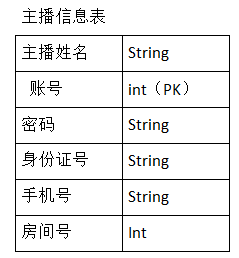 主播信息表
主播姓名 String
账号 int（PK）
密码 String
身份证号 String
手机号 String
房间号 Int